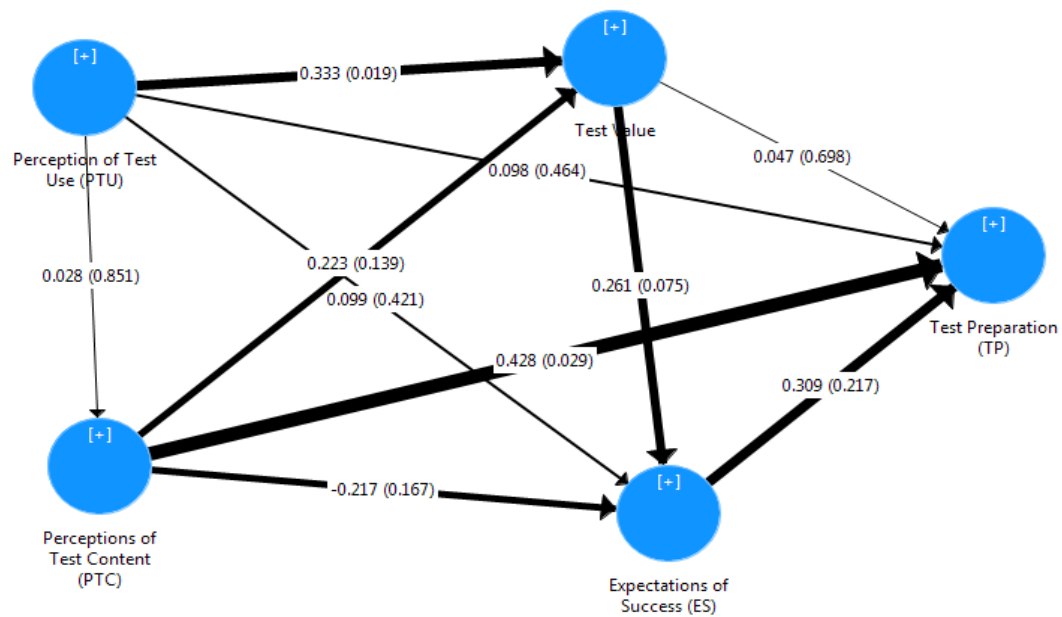 [+]
[+]
0.333 (0.019)
Test Value
Perception of Test
Use (PTU)
0.047 (0.698)
0.098 (0.464)
[+]
0.028 (0.851)
0.223 (0.139)
0.261 (0.075)
0.099 (0.421)
Test Preparation
(TP)
0.428 (0.029)
0.309 (0.217)
[+]
-0.217 (0.167)
[+]
Perceptions of
Test Content
(PTC)
Expectations of
Success (ES)